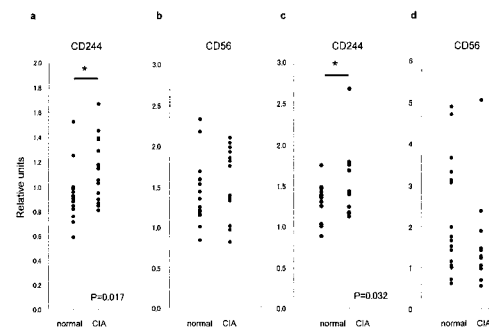 a b c d
CD244 CD56 CD244 CD56
* *
2.0 3.0 3.0 6
1.8
1.6 2.5 2.5 5
1.4 2.0 2.0 4
1.2
1.0 1.5 1.5 3
0.8
0.6 1.0 1.0 2
0.4 0.5 0.5 1
0.2
0.0 0.0 0.0 0
Relative units
P=0.017 P=0.032
normal CIA normal CIA normal CIA normal CIA